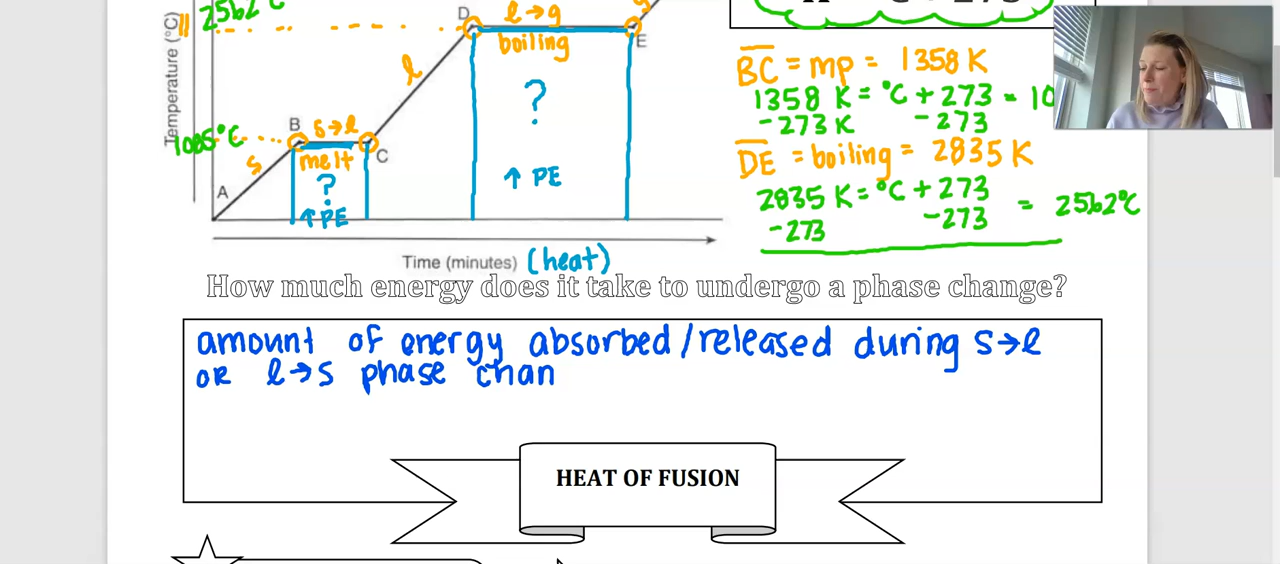 2562°C
D
l→g
E
boiling
Temperature (°C)
l
?
1085°C
B
s→l
C
melt
s
?
↑ PE
↑ PE
A
Time (minutes) (heat)
BC = mp = 1358 K
1358 K = °C + 273 = 10
-273 K -273
DE = boiling = 2835 K
2835 K = °C + 273
-273 -273 = 2562°C
How much energy does it take to undergo a phase change?
amount of energy absorbed/released during s→l
OR l→s phase chan
HEAT OF FUSION